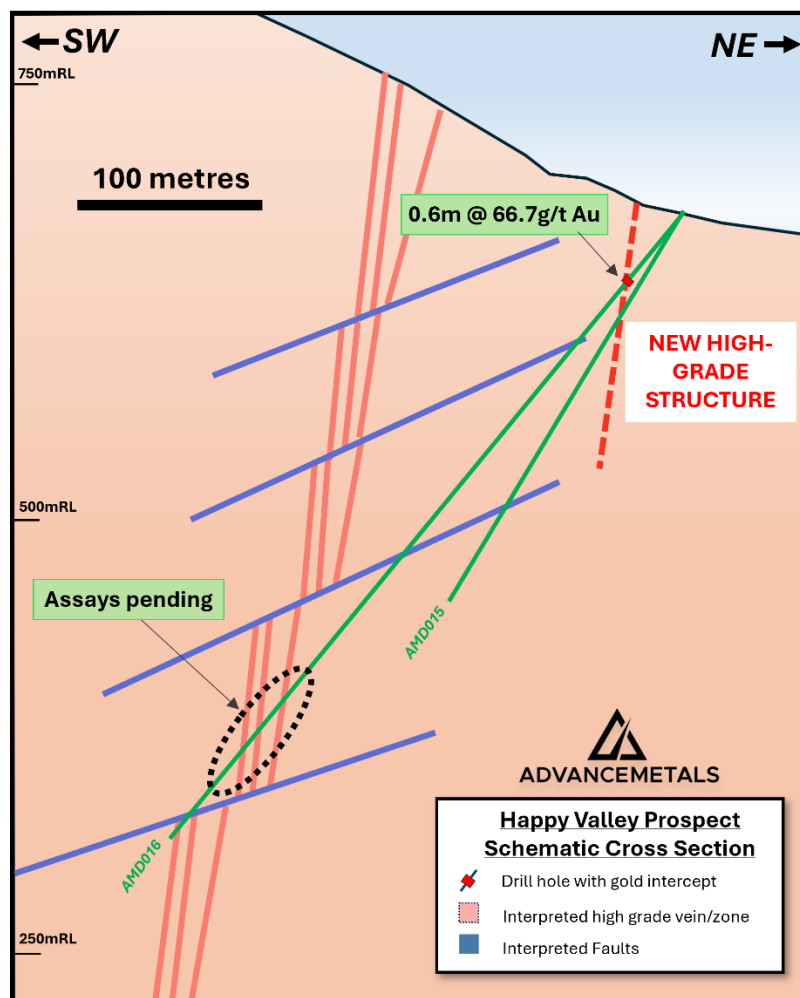 SW
NE
750mRL
100 metres
0.6m @ 66.7g/t Au
NEW HIGH-
GRADE
STRUCTURE
500mRL
Assays pending
AMD015
AMD016
ADVANCEMETALS
250mRL
Happy Valley Prospect
Schematic Cross Section
Drill hole with gold intercept
Interpreted high grade vein/zone
Interpreted Faults